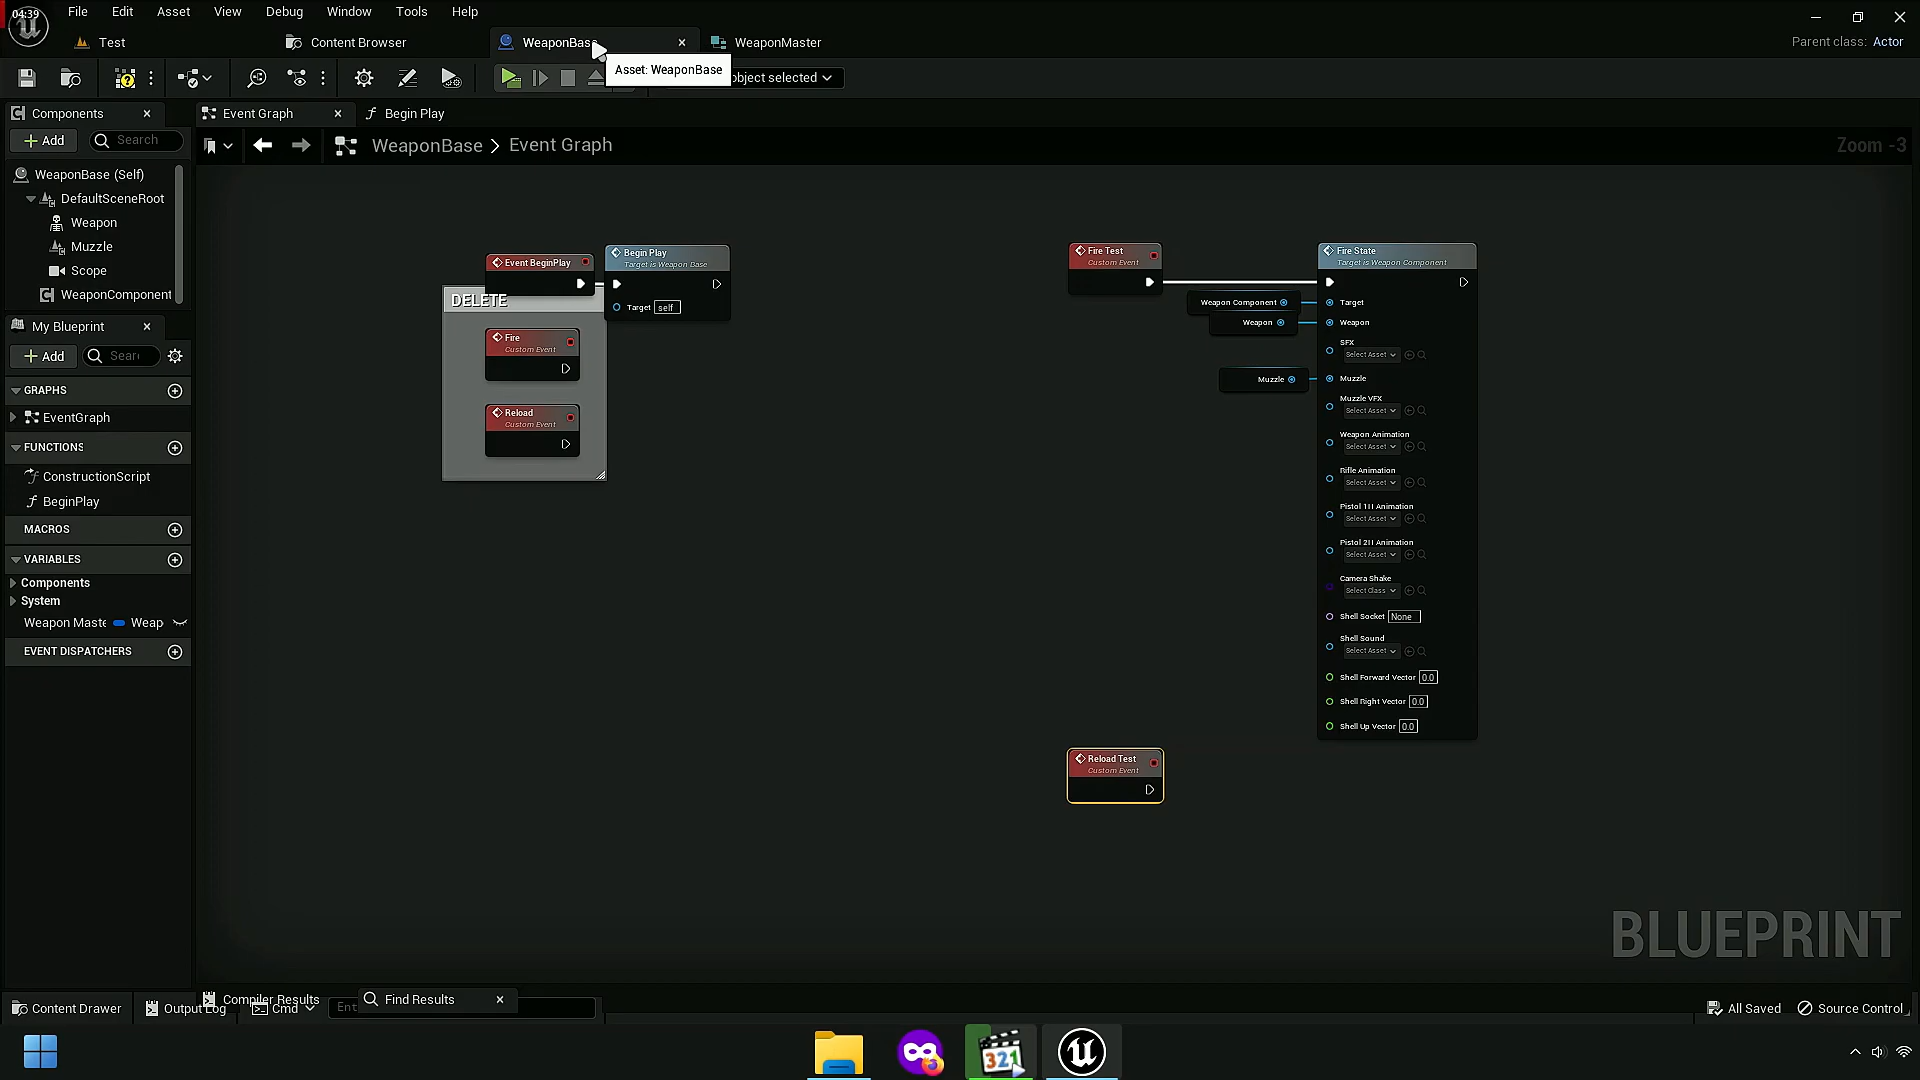 04:39
File
Edit
Asset
View
Debug
Window
Tools
Help
Test
Content Browser
WeaponBase
WeaponMaster
Parent class: Actor
Asset: WeaponBase
object selected
Components
Event Graph
Begin Play
Add
Search
WeaponBase > Event Graph
Zoom -3
WeaponBase (Self)
DefaultSceneRoot
Weapon
Muzzle
Scope
WeaponComponent
My Blueprint
Add
Sear
GRAPHS
EventGraph
FUNCTIONS
ConstructionScript
BeginPlay
MACROS
VARIABLES
Components
System
Weapon Maste
Weap
EVENT DISPATCHERS
Event BeginPlay
Begin Play
Target is Weapon Base
Target self
DELETE
Fire
Custom Event
Reload
Custom Event
Fire Test
Custom Event
Weapon Component
Weapon
Muzzle
Fire State
Target is Weapon Component
Target
Weapon
SFX
Select Asset
Muzzle
Muzzle VFX
Select Asset
Weapon Animation
Select Asset
Rifle Animation
Select Asset
Pistol 1H Animation
Select Asset
Pistol 2H Animation
Select Asset
Camera Shake
Select Class
Shell Socket None
Shell Sound
Select Asset
Shell Forward Vector 0.0
Shell Right Vector 0.0
Shell Up Vector 0.0
Reload Test
Custom Event
BLUEPRINT
Compiler Results
Find Results
Content Drawer
Output Log
Cmd
Ent
All Saved
Source Control
321